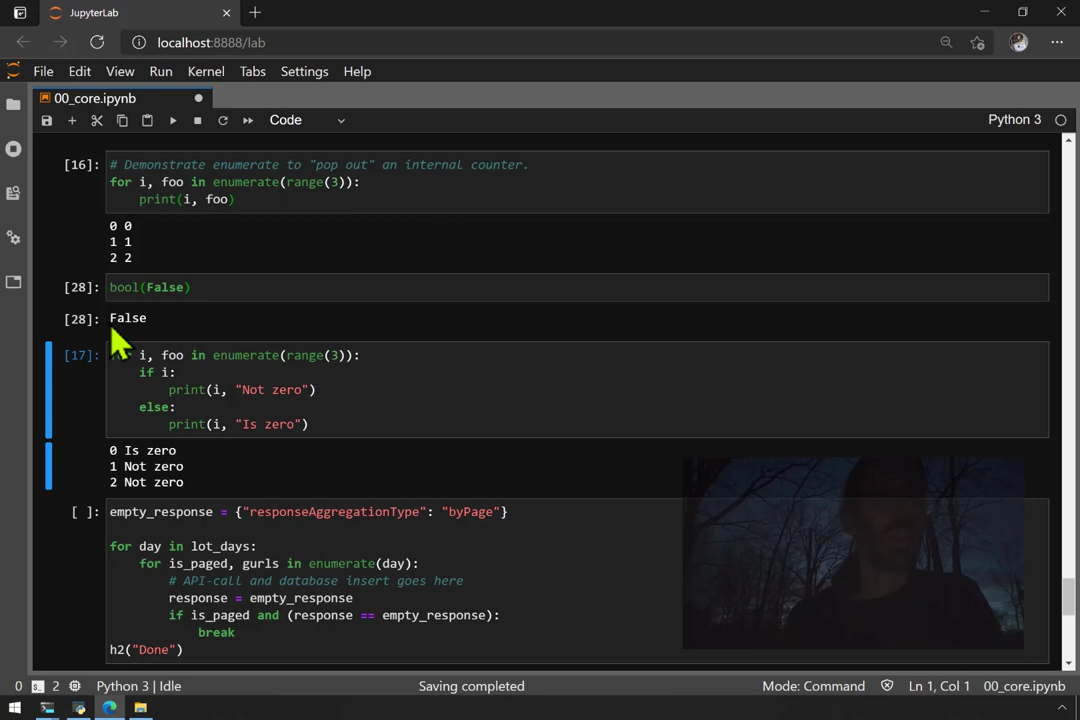 JupyterLab
localhost:8888/lab
File Edit View Run Kernel Tabs Settings Help
00_core.ipynb
Code
Python 3
[16]: # Demonstrate enumerate to "pop out" an internal counter.
for i, foo in enumerate(range(3)):
print(i, foo)
0 0
1 1
2 2
[28]: bool(False)
[28]: False
[17]: i, foo in enumerate(range(3)):
if i:
print(i, "Not zero")
else:
print(i, "Is zero")
0 Is zero
1 Not zero
2 Not zero
[ ]: empty_response = {"responseAggregationType": "byPage"}
for day in lot_days:
for is_paged, gurls in enumerate(day):
# API-call and database insert goes here
response = empty_response
if is_paged and (response == empty_response):
break
h2("Done")
0 2 Python 3 | Idle Saving completed Mode: Command Ln 1, Col 1 00_core.ipynb